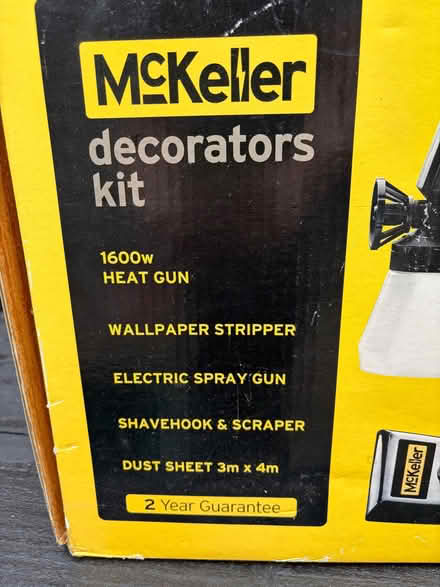 McKeller
decorators
kit
1600w
HEAT GUN
WALLPAPER STRIPPER
ELECTRIC SPRAY GUN
SHAVEHOOK & SCRAPER
DUST SHEET 3m x 4m
2 Year Guarantee
McKeller